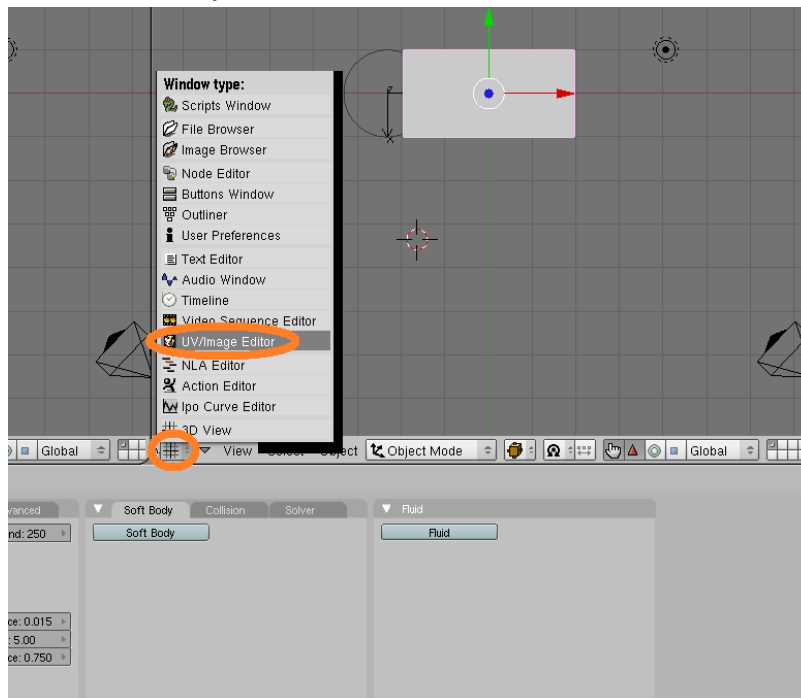 Window type:
Scripts Window
File Browser
Image Browser
Node Editor
Buttons Window
Outliner
User Preferences
Text Editor
Audio Window
Timeline
Video Sequence Editor
UV/Image Editor
NLA Editor
Action Editor
Ipo Curve Editor
3D View
Global View Select Object Object Mode Global
vanced Soft Body Collision Solver Fluid
nd: 250 Soft Body Fluid
ce: 0.015
: 5.00
ce: 0.750